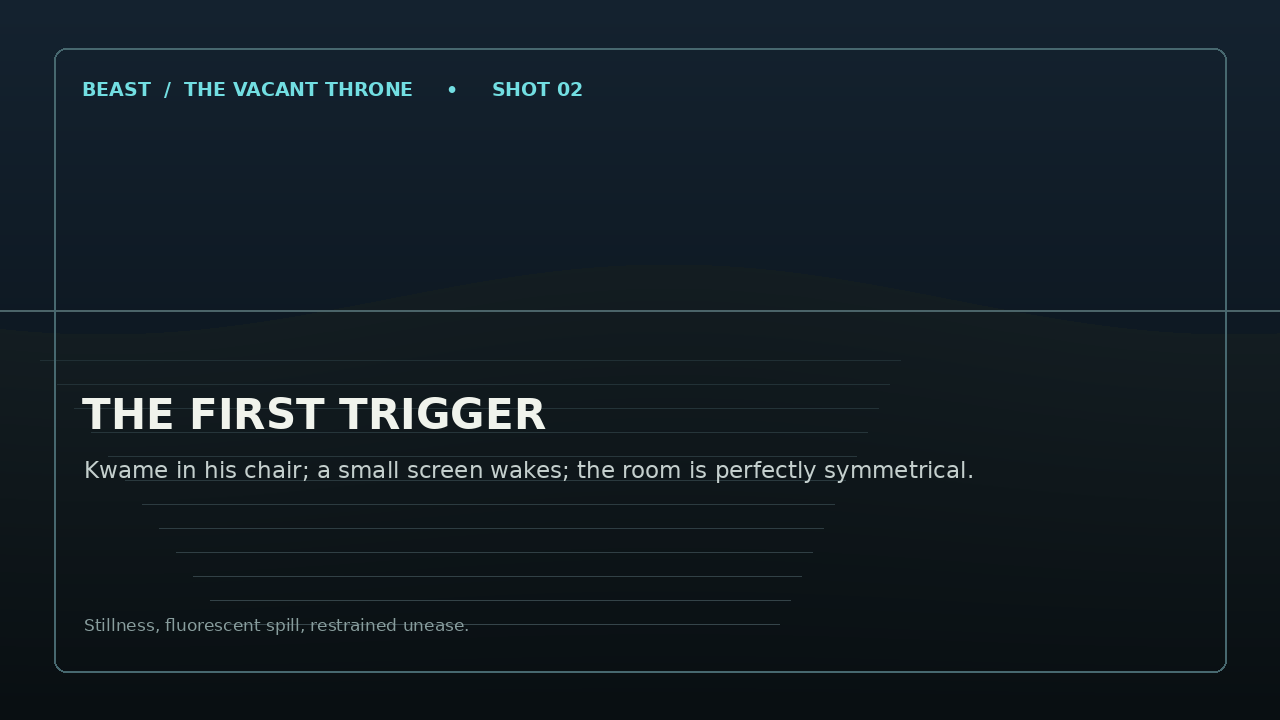 BEAST / THE VACANT THRONE • SHOT 02
THE FIRST TRIGGER
Kwame in his chair; a small screen wakes; the room is perfectly symmetrical.
Stillness, fluorescent spill, restrained unease.